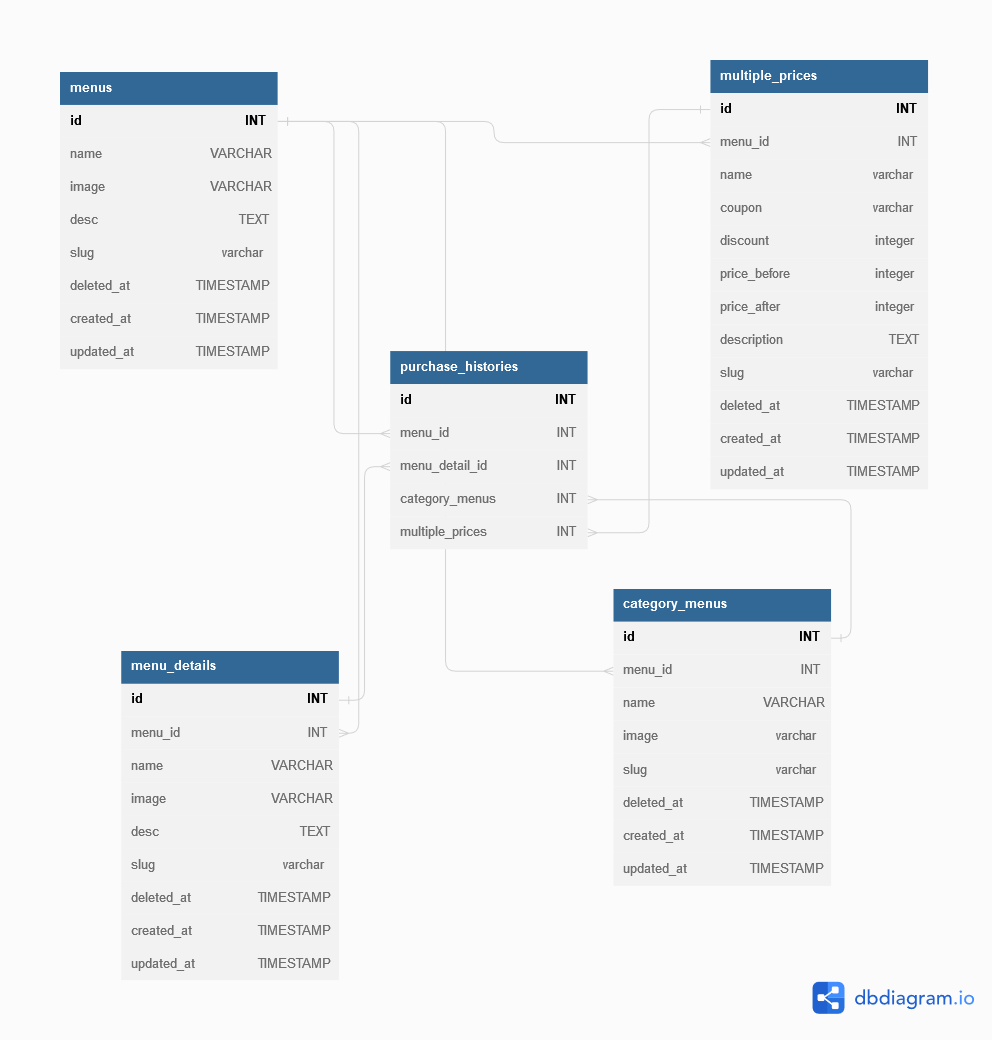 menus
id INT
name VARCHAR
image VARCHAR
desc TEXT
slug varchar
deleted_at TIMESTAMP
created_at TIMESTAMP
updated_at TIMESTAMP
multiple_prices
id INT
menu_id INT
name varchar
coupon varchar
discount integer
price_before integer
price_after integer
description TEXT
slug varchar
deleted_at TIMESTAMP
created_at TIMESTAMP
updated_at TIMESTAMP
purchase_histories
id INT
menu_id INT
menu_detail_id INT
category_menus INT
multiple_prices INT
category_menus
id INT
menu_id INT
name VARCHAR
image varchar
slug varchar
deleted_at TIMESTAMP
created_at TIMESTAMP
updated_at TIMESTAMP
menu_details
id INT
menu_id INT
name VARCHAR
image VARCHAR
desc TEXT
slug varchar
deleted_at TIMESTAMP
created_at TIMESTAMP
updated_at TIMESTAMP
dbdiagram.io